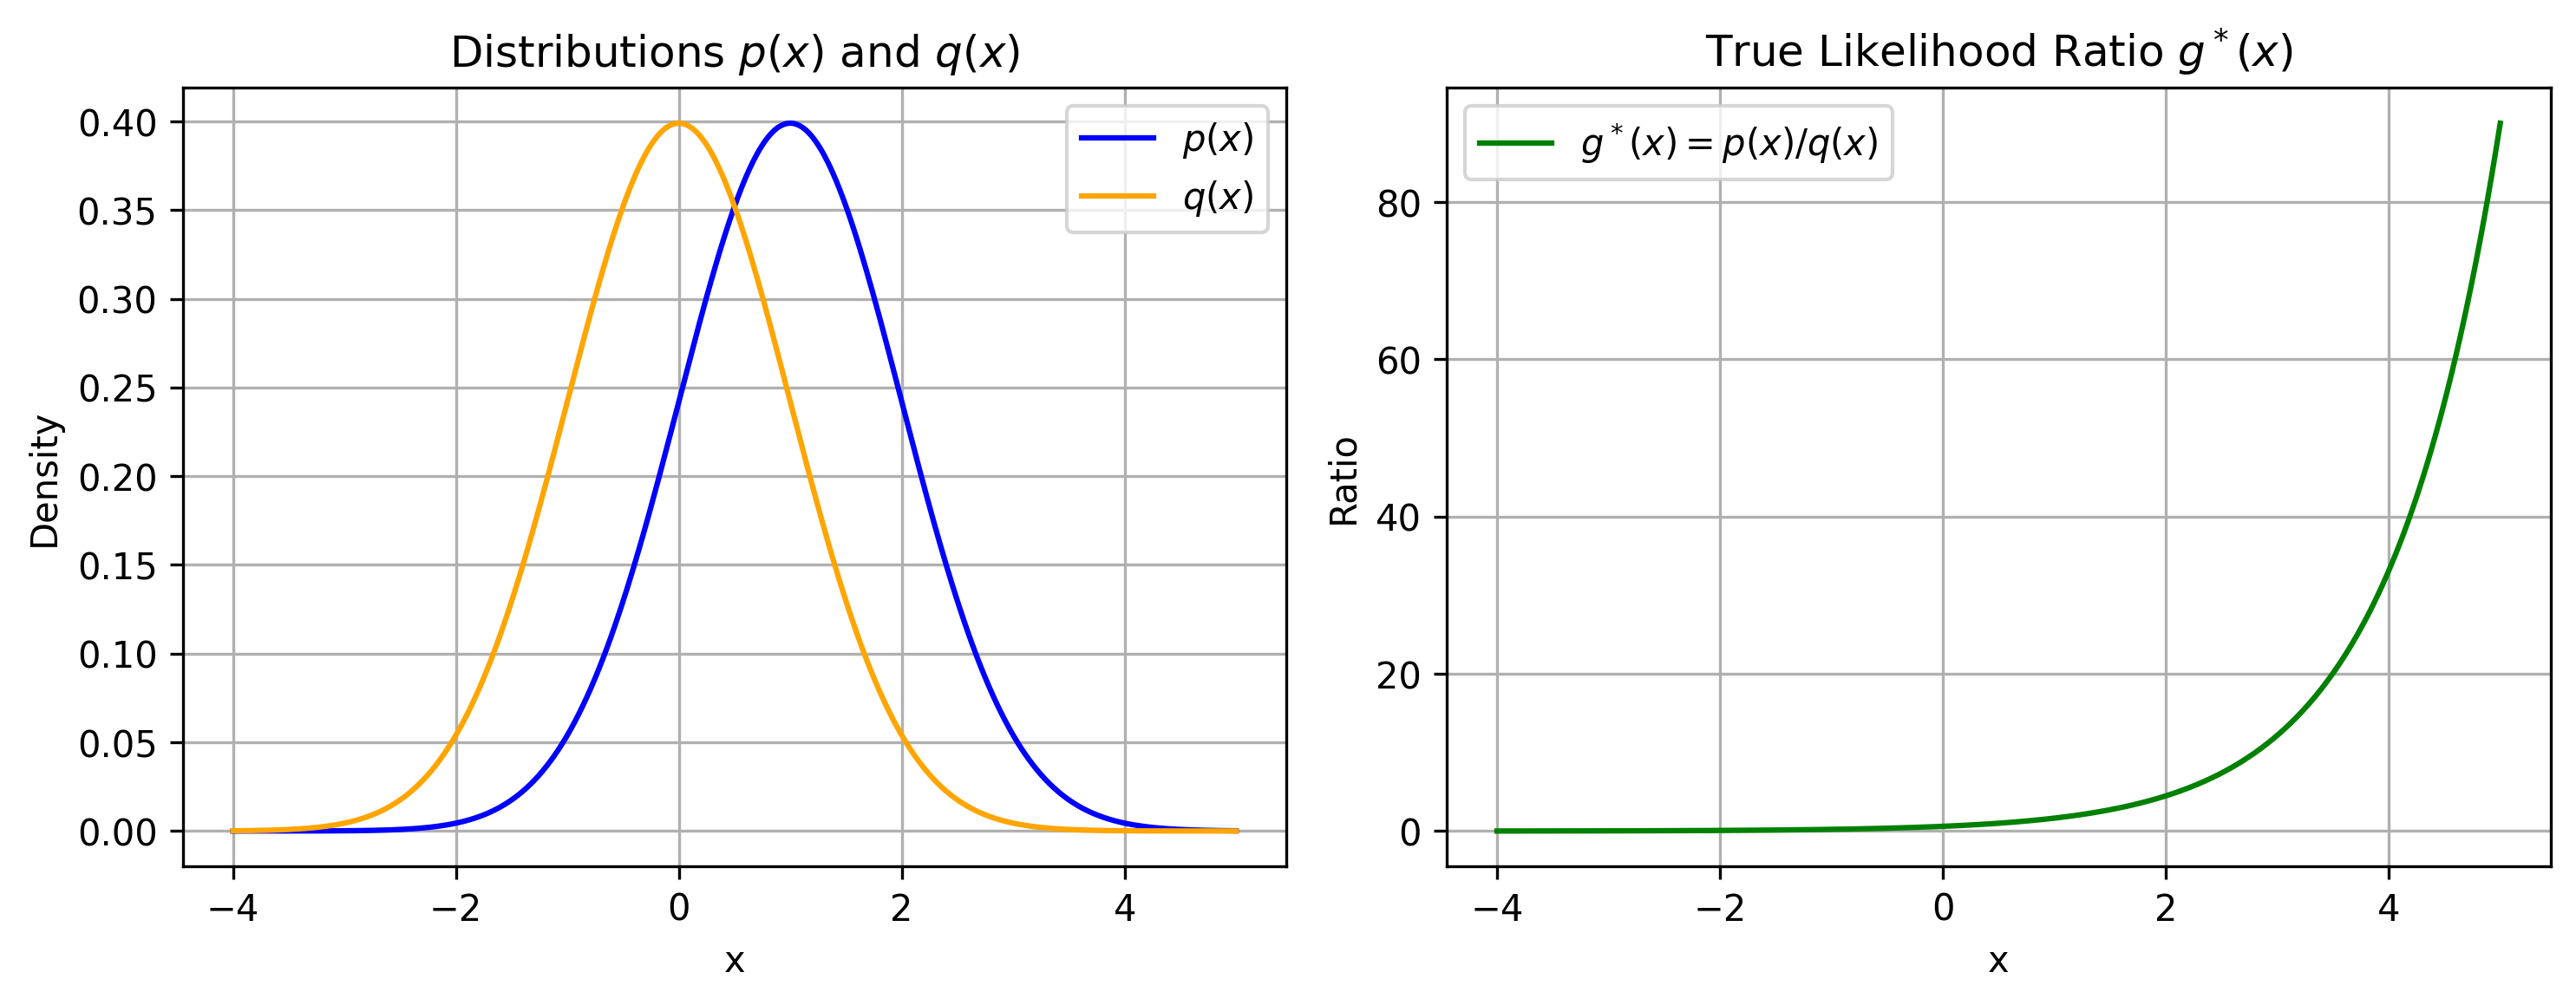 Distributions p(x) and q(x)
p(x)
q(x)
0.40
0.35
0.30
0.25
0.20
0.15
0.10
0.05
0.00
Density
−4
−2
0
2
4
x
True Likelihood Ratio g*(x)
g*(x) = p(x)/q(x)
80
60
40
20
0
Ratio
−4
−2
0
2
4
x